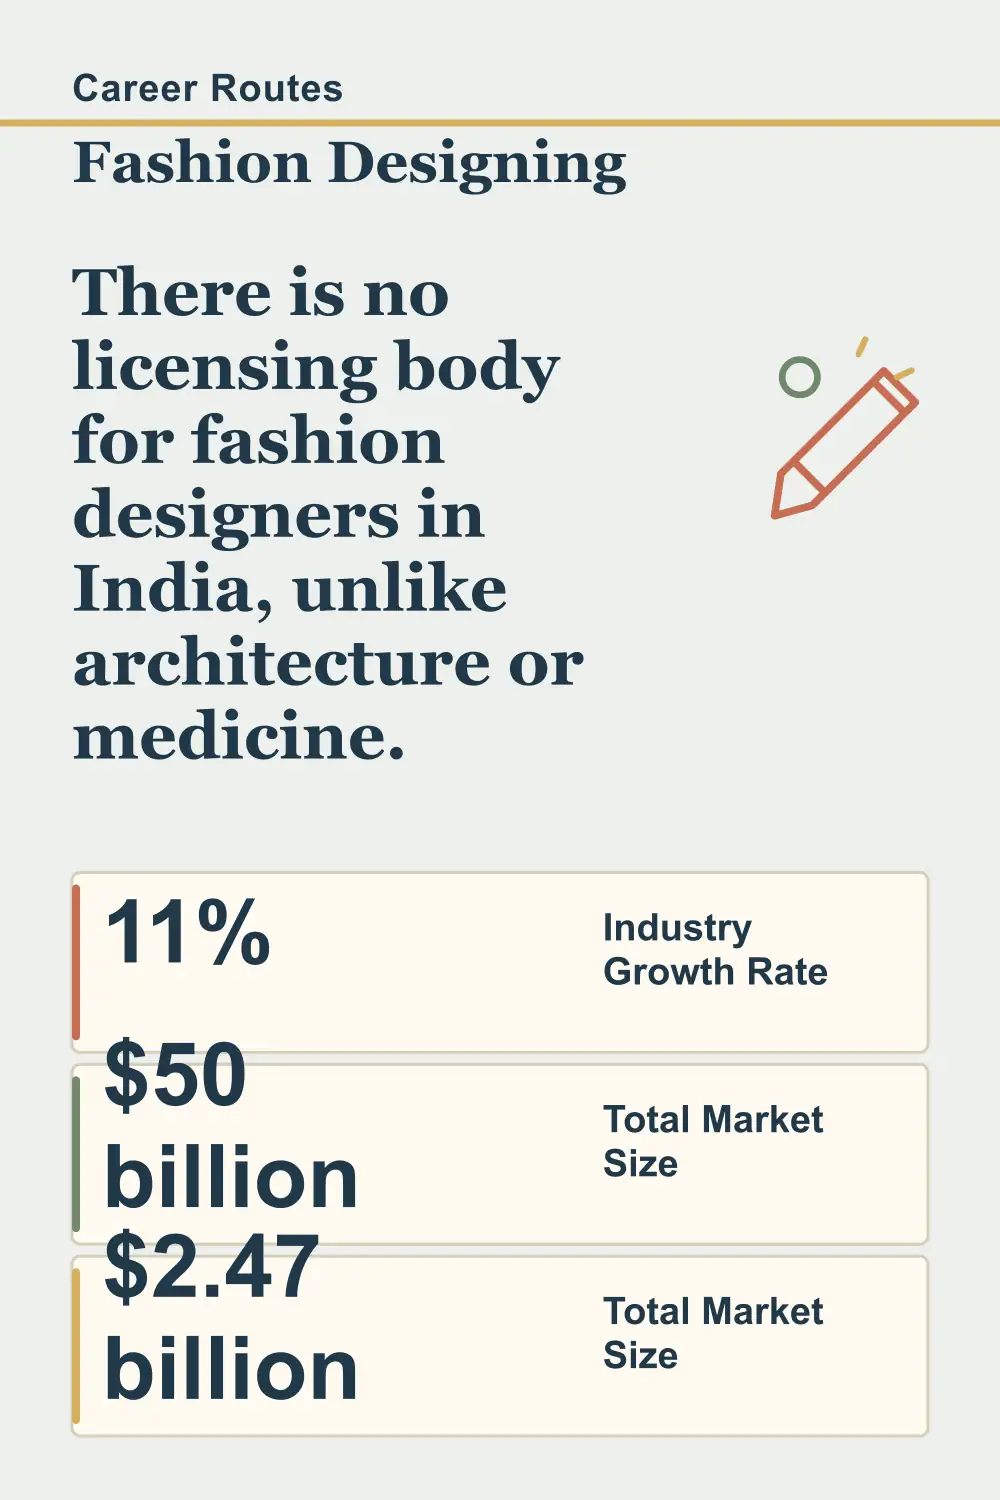 Career Routes
Fashion Designing
There is no
licensing body
for fashion
designers in
India, unlike
architecture or
medicine.
11%
Industry
Growth Rate
$50
billion
Total Market
Size
$2.47
billion
Total Market
Size